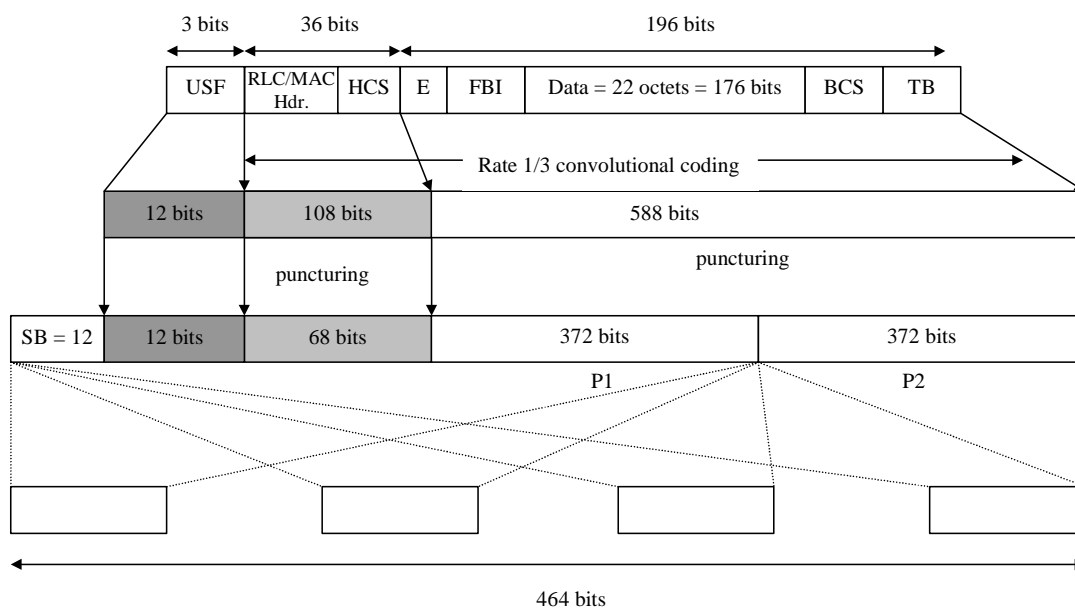 3 bits 36 bits 196 bits
USF RLC/MAC Hdr. HCS E FBI Data = 22 octets = 176 bits BCS TB
Rate 1/3 convolutional coding
12 bits 108 bits 588 bits
puncturing puncturing
SB = 12 12 bits 68 bits 372 bits 372 bits
P1 P2
464 bits